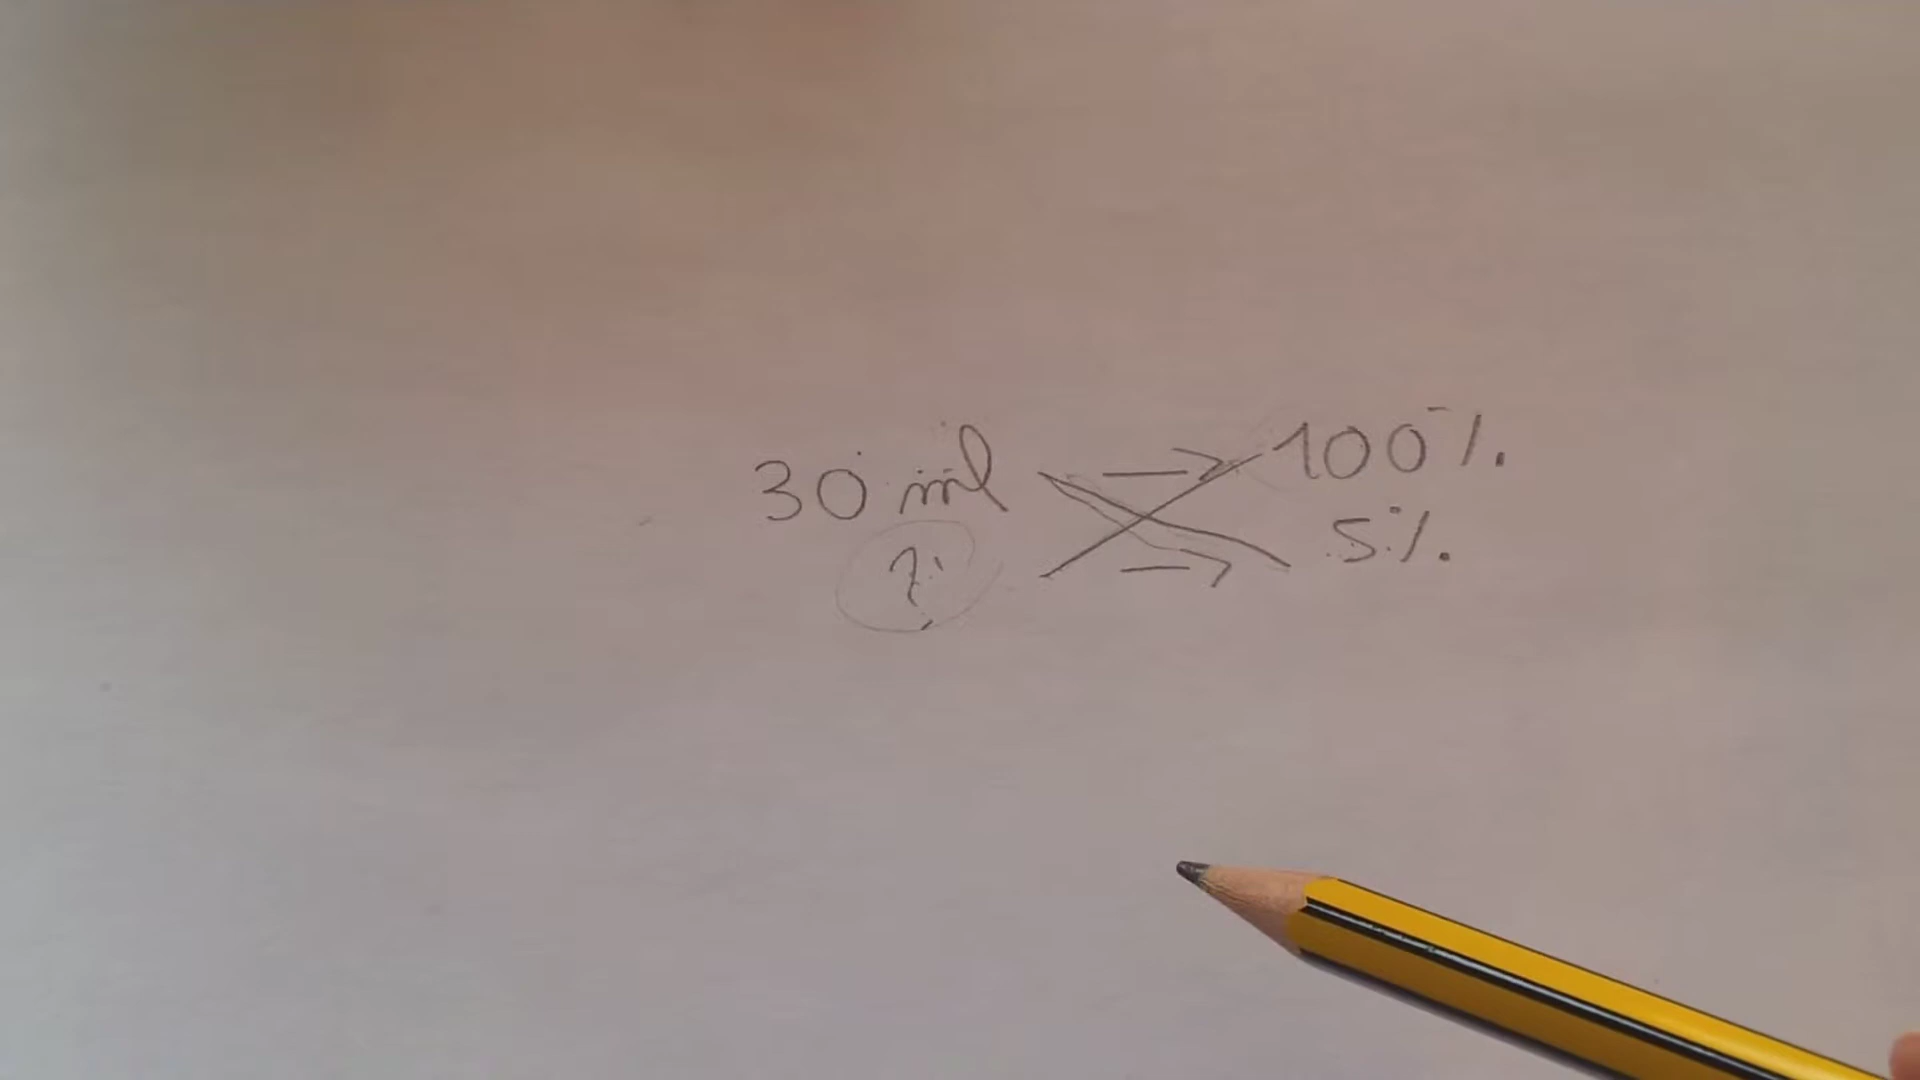 30 ml → 100%
? → 5%